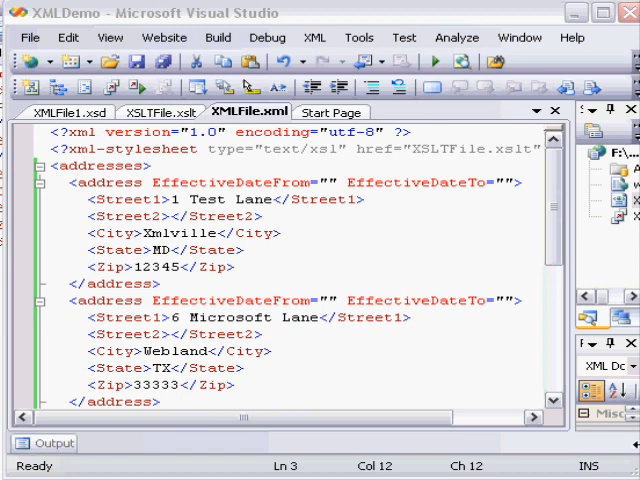 XMLDemo - Microsoft Visual Studio
File Edit View Website Build Debug XML Tools Test Analyze Window Help
XMLFile1.xsd XSLTFile.xslt XMLFile.xml Start Page
<?xml version="1.0" encoding="utf-8" ?>
<?xml-stylesheet type="text/xsl" href="XSLTFile.xslt"
<addresses>
<address EffectiveDateFrom="" EffectiveDateTo="">
<Street1>1 Test Lane</Street1>
<Street2></Street2>
<City>Xmlville</City>
<State>MD</State>
<Zip>12345</Zip>
</address>
<address EffectiveDateFrom="" EffectiveDateTo="">
<Street1>6 Microsoft Lane</Street1>
<Street2></Street2>
<City>Webland</City>
<State>TX</State>
<Zip>33333</Zip>
</address>
F:\...
XML Dc
Misc
Output
Ready Ln 3 Col 12 Ch 12 INS